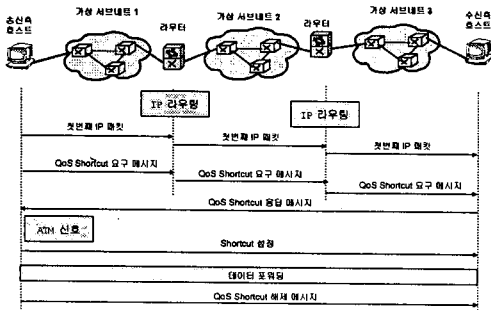 송신측
호스트
가상 서브네트 1
라우터
가상 서브네트 2
라우터
가상 서브네트 3
수신측
호스트
IP 라우팅
IP 라우팅
첫번째 IP 패킷
첫번째 IP 패킷
첫번째 IP 패킷
QoS Shortcut 요구 메시지
QoS Shortcut 요구 메시지
QoS Shortcut 요구 메시지
QoS Shortcut 응답 메시지
ATM 신호
Shortcut 설정
데이터 포워딩
QoS Shortcut 해제 메시지